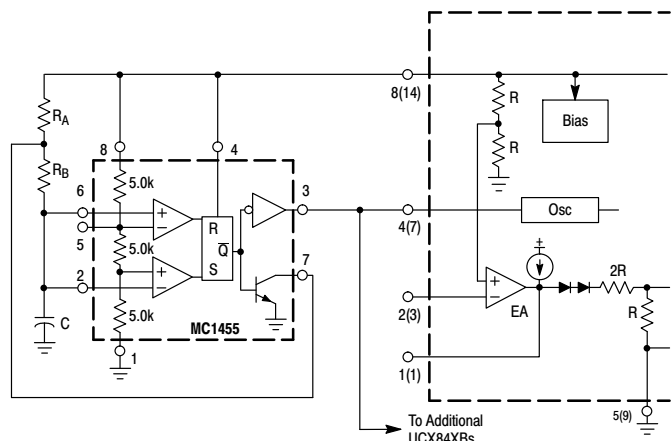 8(14)
R
Bias
R
RA
8
4
RB
5.0k
3
6
+
−
R
4(7)
Osc
5
5.0k
Q
7
+
−
S
2
+
−
EA
2R
R
2(3)
5.0k
MC1455
C
1
1(1)
5(9)
To Additional
UCX84XBs